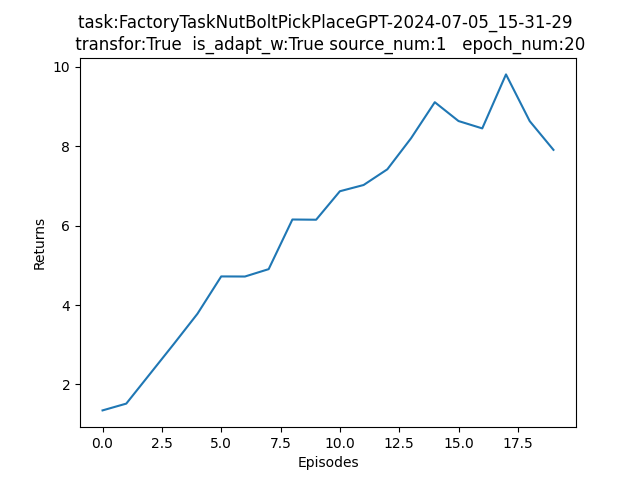 task:FactoryTaskNutBoltPickPlaceGPT-2024-07-05_15-31-29
transfor:True  is_adapt_w:True source_num:1   epoch_num:20
10
8
6
4
2
Returns
0.0 2.5 5.0 7.5 10.0 12.5 15.0 17.5
Episodes